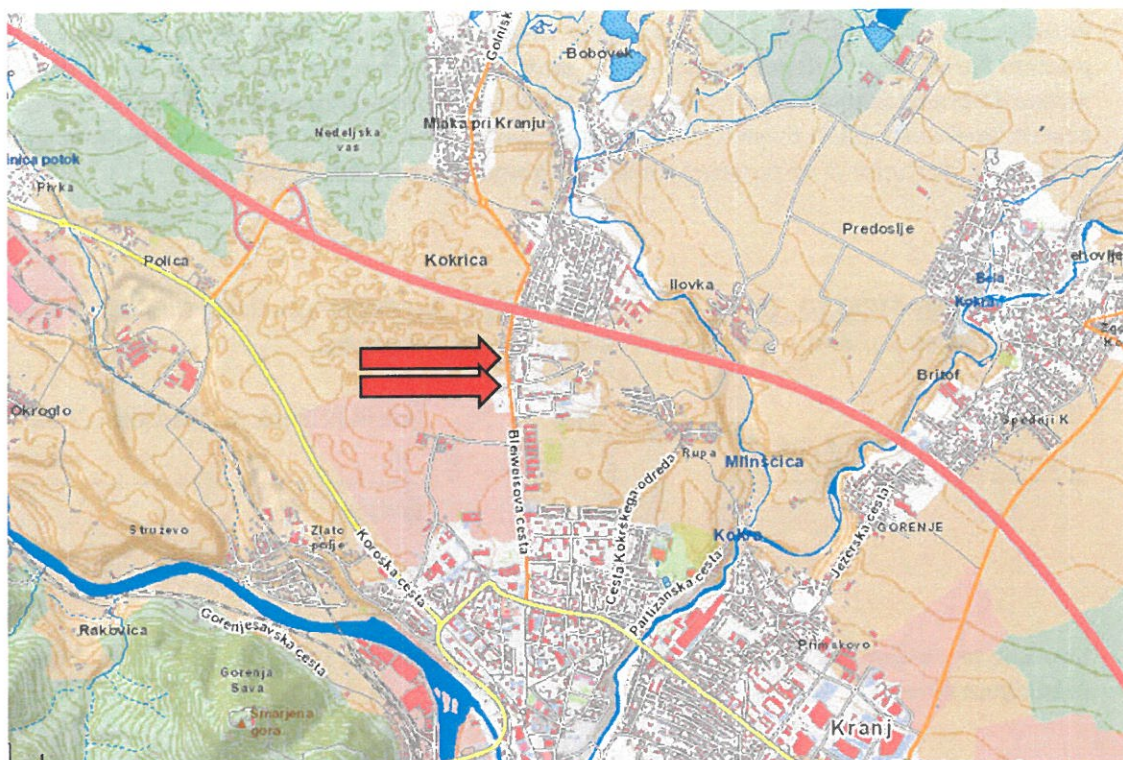 Golnisk
Bobovek
Mlaka pri Kranju
Nedeljska
vas
inica potok
Pivka
Predoslje
Polica
Kokrica
ehovlje
Ilovka
Bela
Kokra
Britof
Okroglo
Spodnji K
Bleiweisova cesta
Rupa
Mlinščica
Cesta Kokrškega odreda
Struževo
Zlato
polje
GORENJE
Kokra
Koroška cesta
Jezerska cesta
Partizanska cesta
Rakovica
Gorenjesavska cesta
Primskovo
Gorenja
Sava
Šmarjetna
gora
Kranj